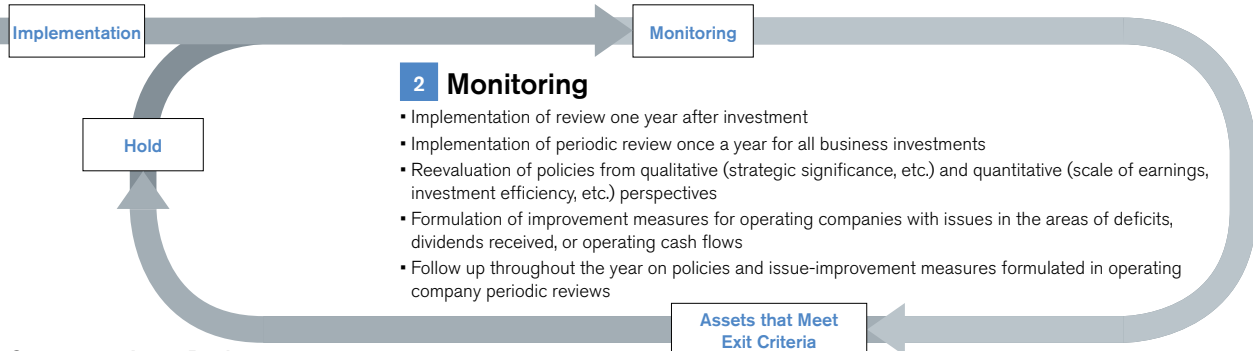 Implementation
Monitoring
2 Monitoring
▪ Implementation of review one year after investment
▪ Implementation of periodic review once a year for all business investments
Hold
▪ Reevaluation of policies from qualitative (strategic significance, etc.) and quantitative (scale of earnings,
investment efficiency, etc.) perspectives
▪ Formulation of improvement measures for operating companies with issues in the areas of deficits,
dividends received, or operating cash flows
▪ Follow up throughout the year on policies and issue-improvement measures formulated in operating
company periodic reviews
Assets that Meet
Exit Criteria